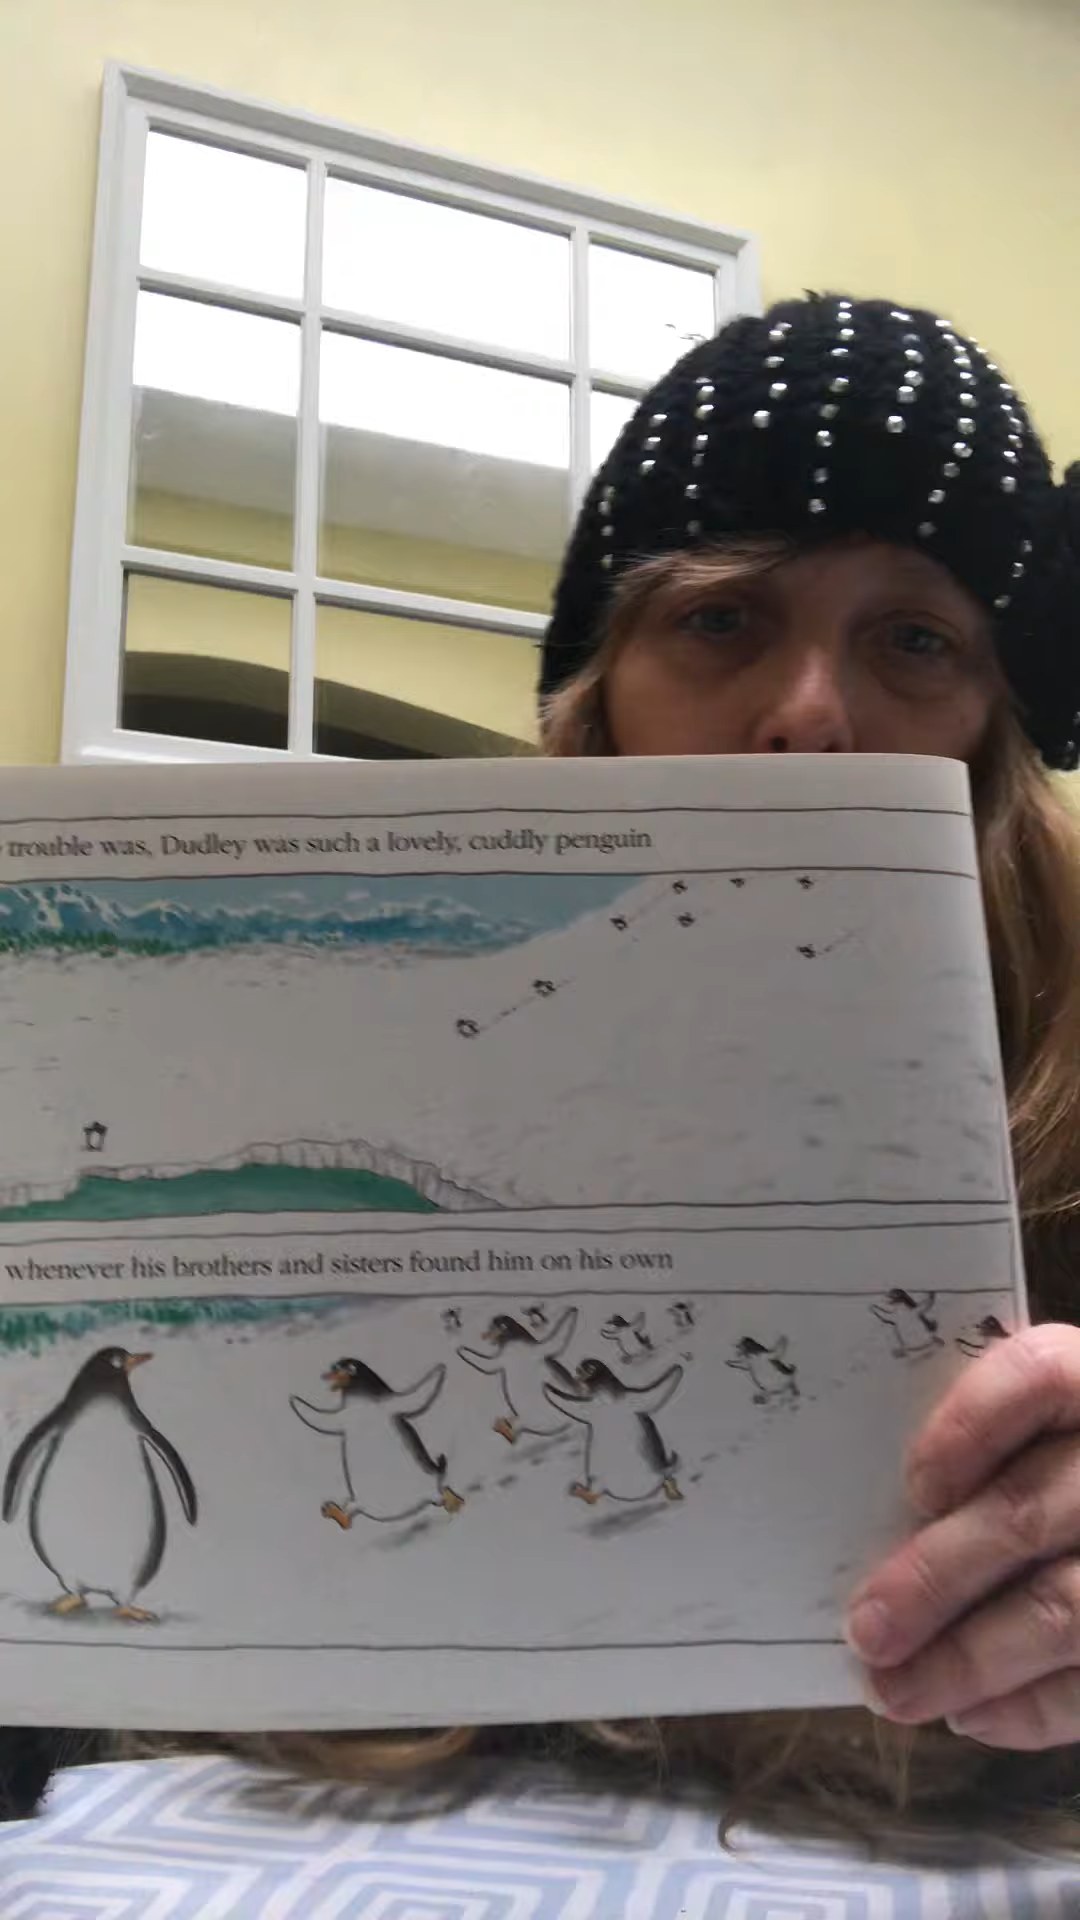 trouble was, Dudley was such a lovely, cuddly penguin
whenever his brothers and sisters found him on his own